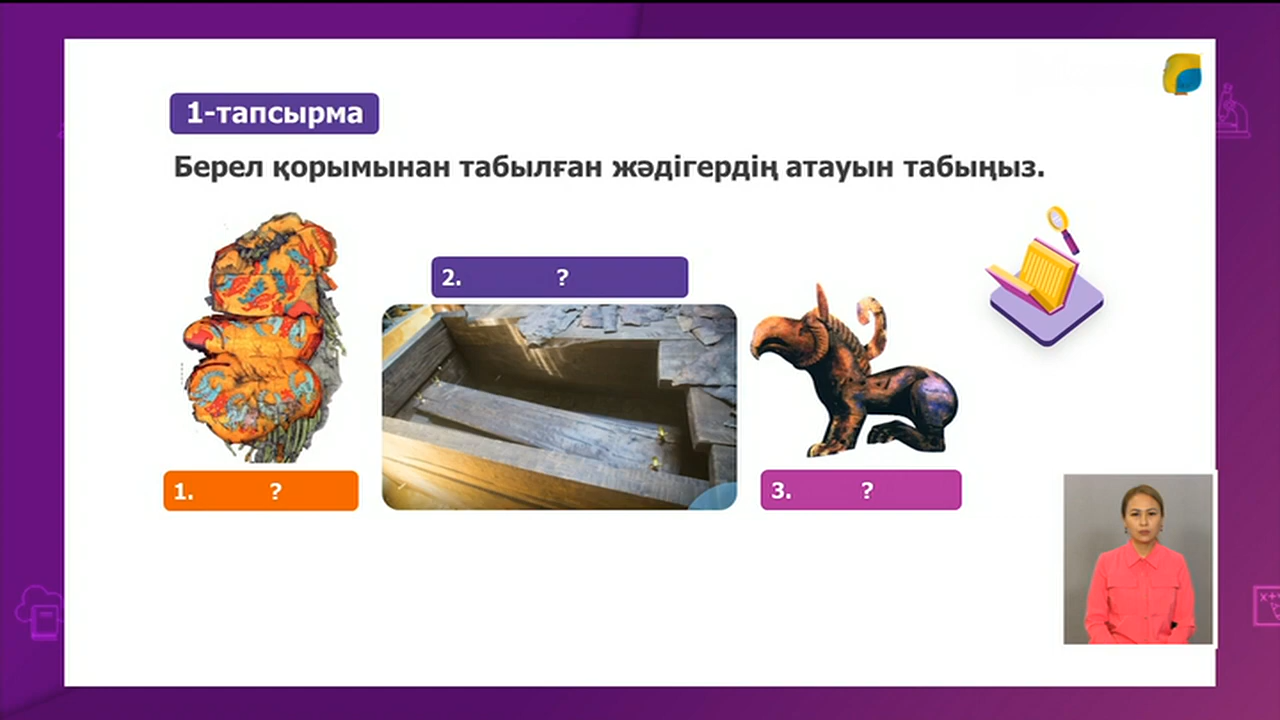 1-тапсырма
Берел қорымынан табылған жәдігердің атауын табыңыз.
2. ?
1. ?
3. ?